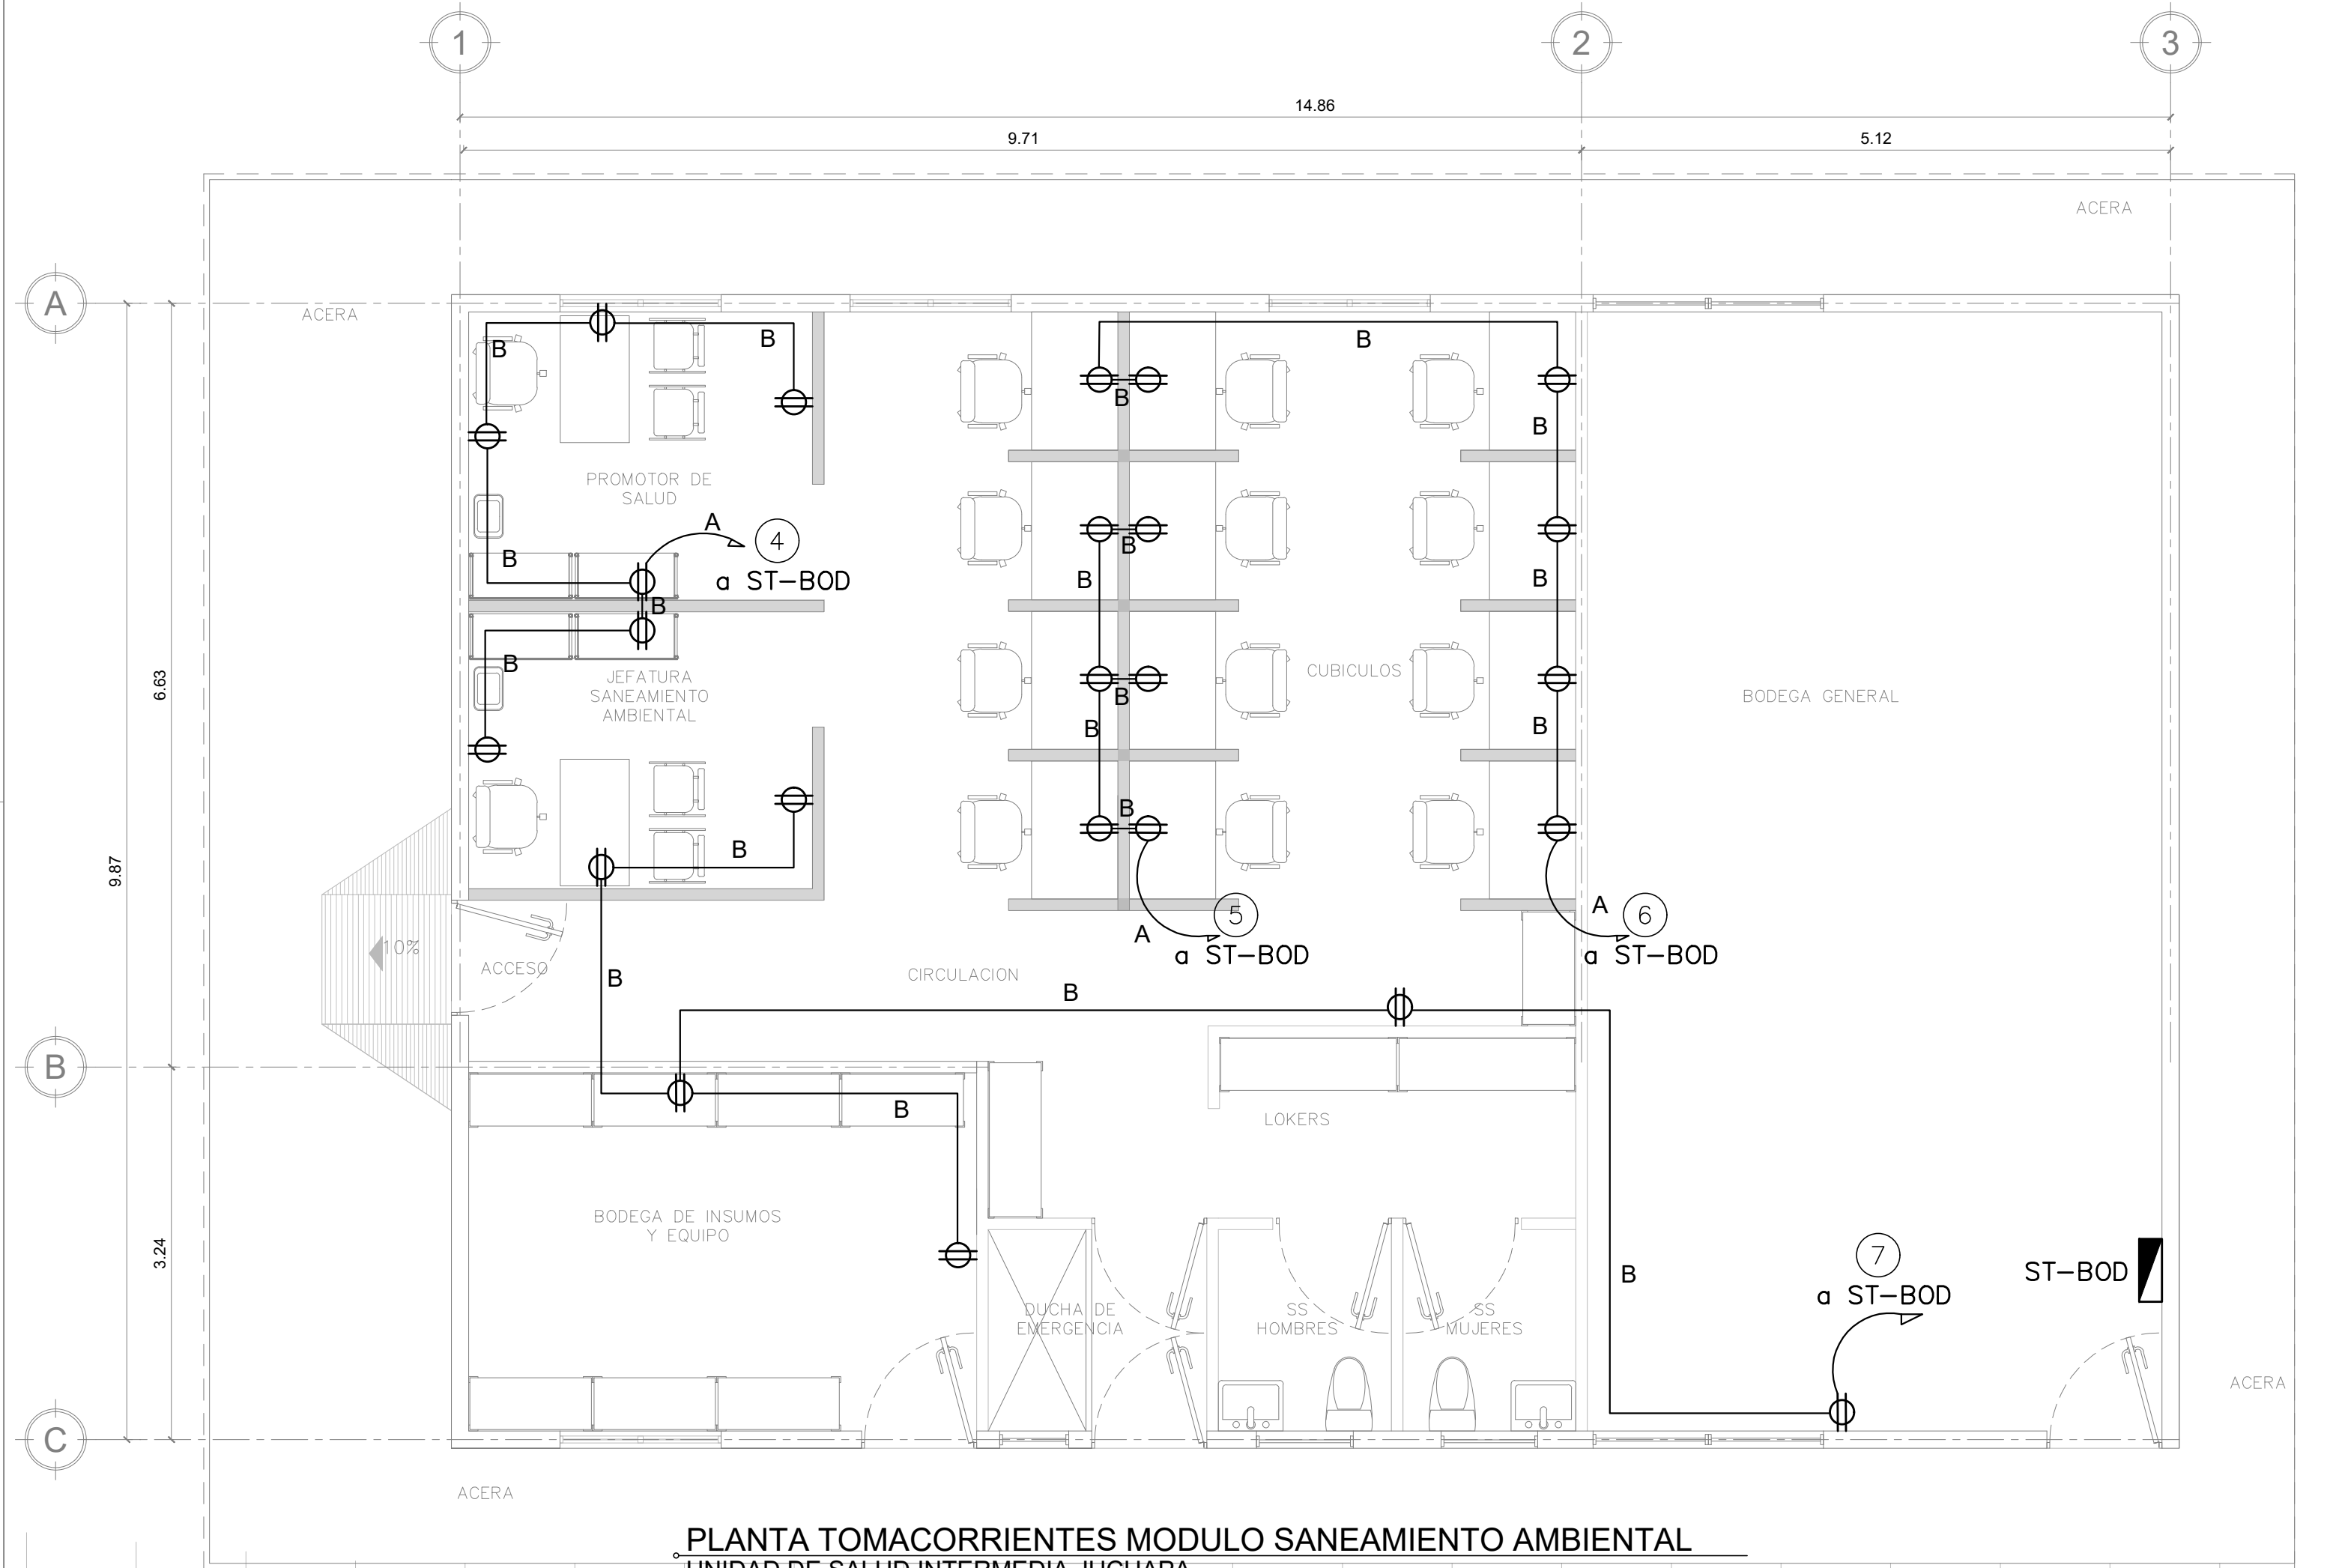 1
2
3
14.86
9.71
5.12
ACERA
A
ACERA
B
B
B
B
B
B
PROMOTOR DE
SALUD
A
4
a ST-BOD
B
B
B
B
B
B
B
JEFATURA
SANEAMIENTO
AMBIENTAL
CUBICULOS
BODEGA GENERAL
6.63
B
B
B
B
B
9.87
A
5
a ST-BOD
A
6
a ST-BOD
10%
ACCESO
CIRCULACION
B
B
B
B
LOKERS
BODEGA DE INSUMOS
Y EQUIPO
3.24
DUCHA DE
EMERGENCIA
SS
HOMBRES
SS
MUJERES
B
7
a ST-BOD
ST-BOD
ACERA
C
ACERA
PLANTA TOMACORRIENTES MODULO SANEAMIENTO AMBIENTAL